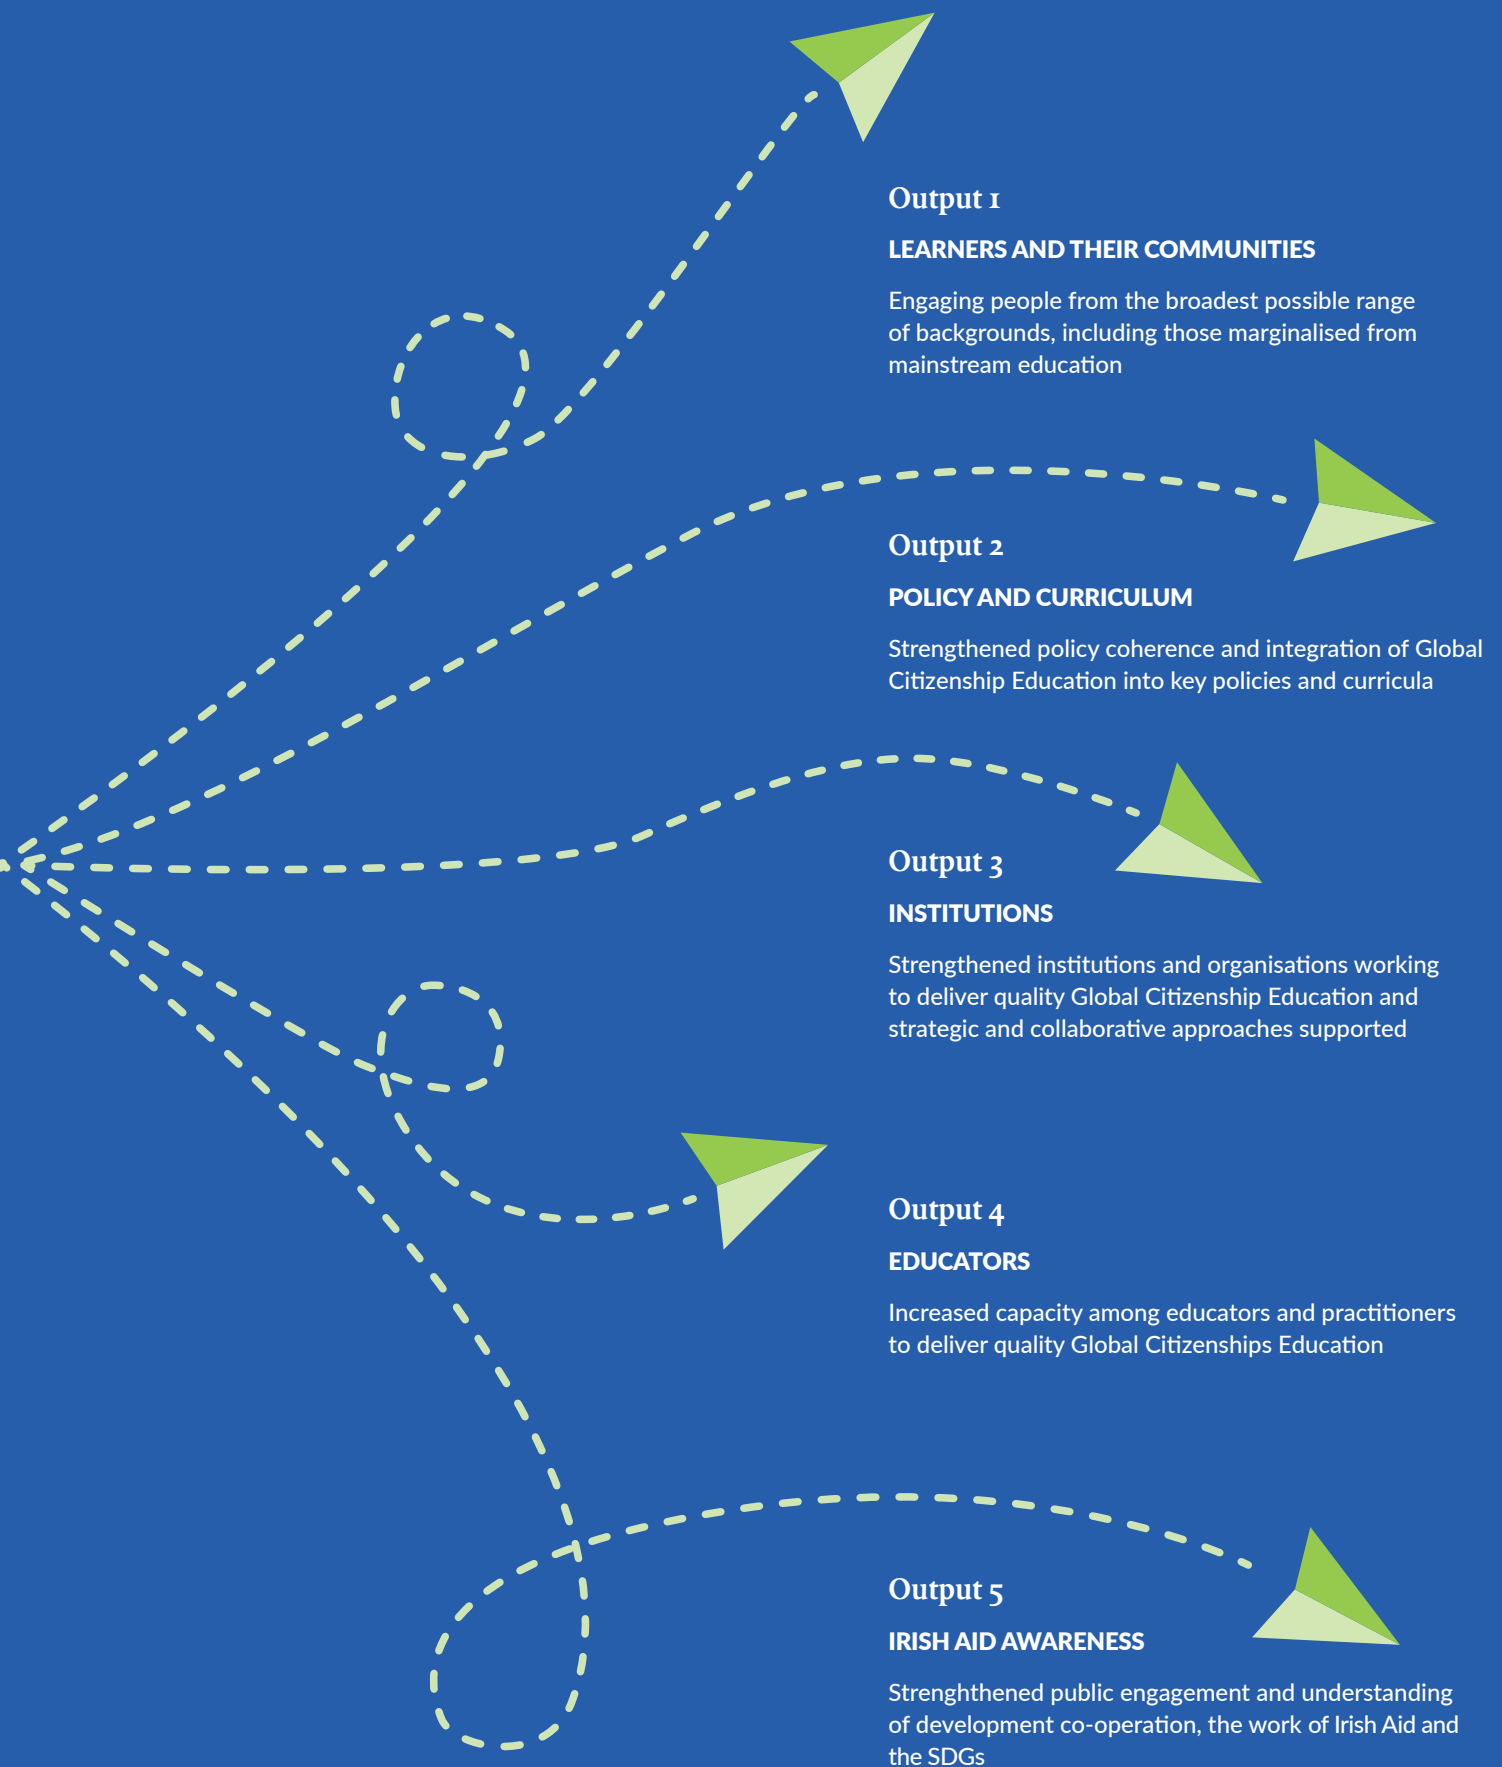 Output 1
LEARNERS AND THEIR COMMUNITIES
Engaging people from the broadest possible range
of backgrounds, including those marginalised from
mainstream education
Output 2
POLICY AND CURRICULUM
Strengthened policy coherence and integration of Global
Citizenship Education into key policies and curricula
Output 3
INSTITUTIONS
Strengthened institutions and organisations working
to deliver quality Global Citizenship Education and
strategic and collaborative approaches supported
Output 4
EDUCATORS
Increased capacity among educators and practitioners
to deliver quality Global Citizenships Education
Output 5
IRISH AID AWARENESS
Strenghthened public engagement and understanding
of development co-operation, the work of Irish Aid and
the SDGs